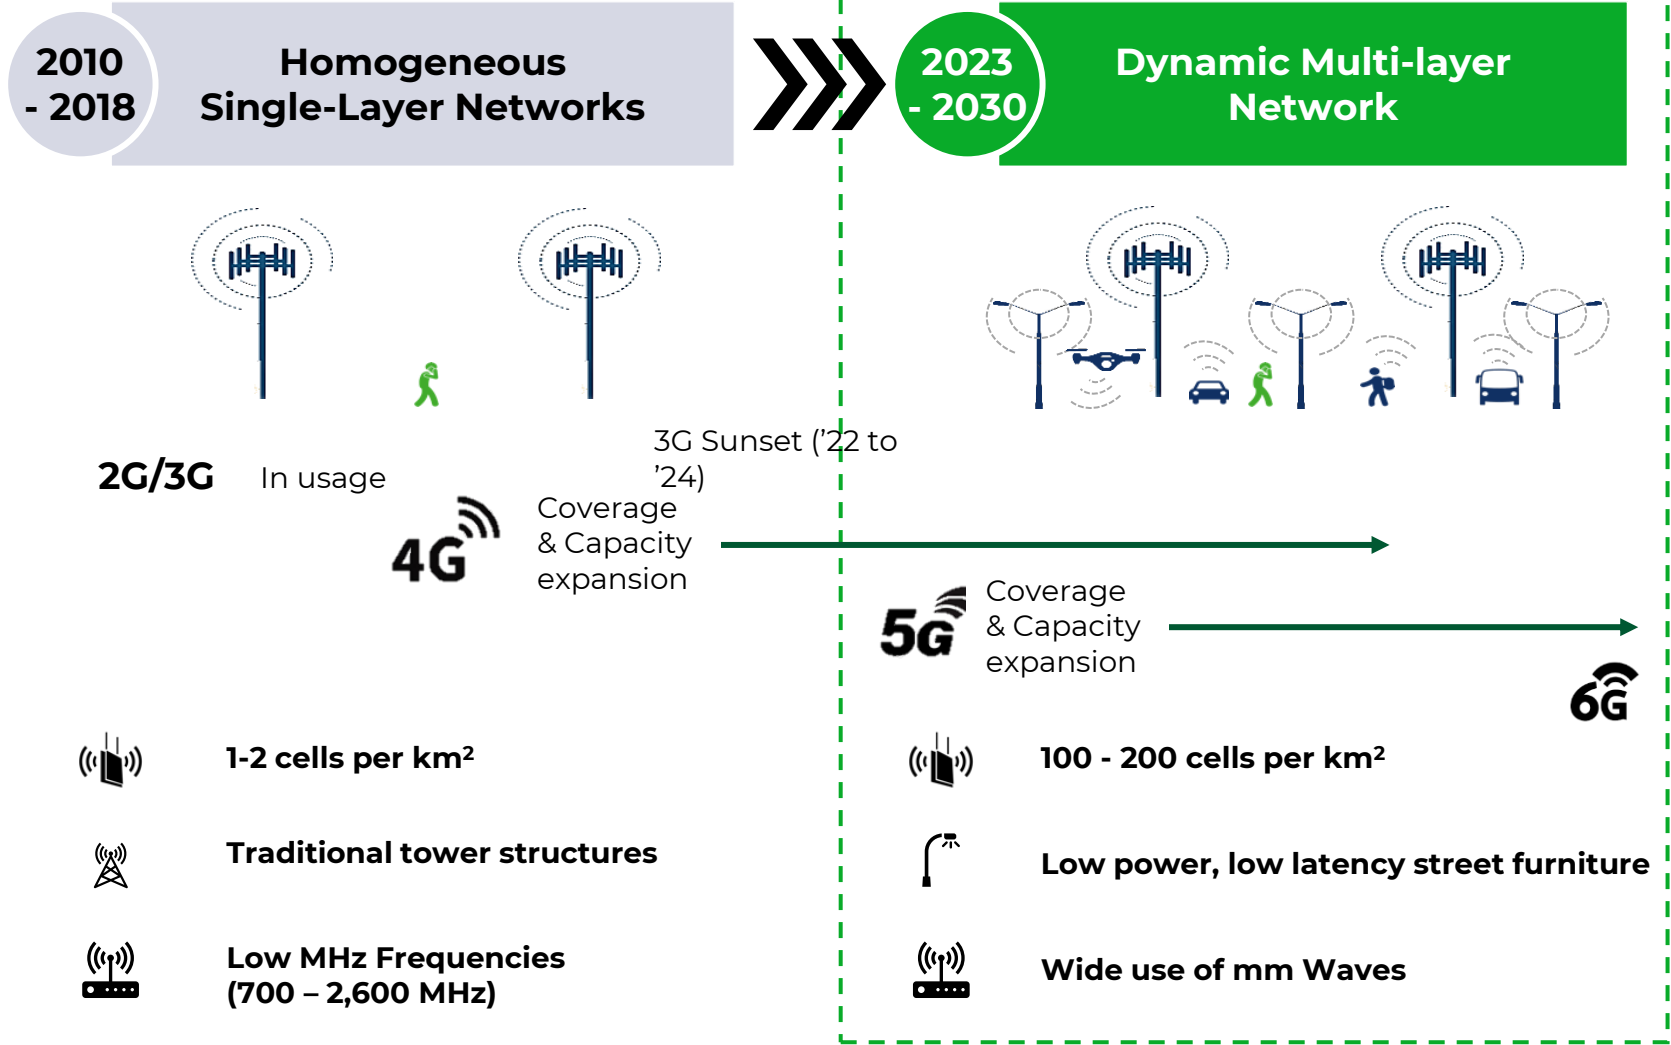 2010
- 2018
Homogeneous
Single-Layer Networks
2023
- 2030
Dynamic Multi-layer
Network
2G/3G
In usage
3G Sunset (’22 to
’24)
4G
Coverage
& Capacity
expansion
5G
Coverage
& Capacity
expansion
6G
1-2 cells per km²
Traditional tower structures
Low MHz Frequencies
(700 – 2,600 MHz)
100 - 200 cells per km²
Low power, low latency street furniture
Wide use of mm Waves